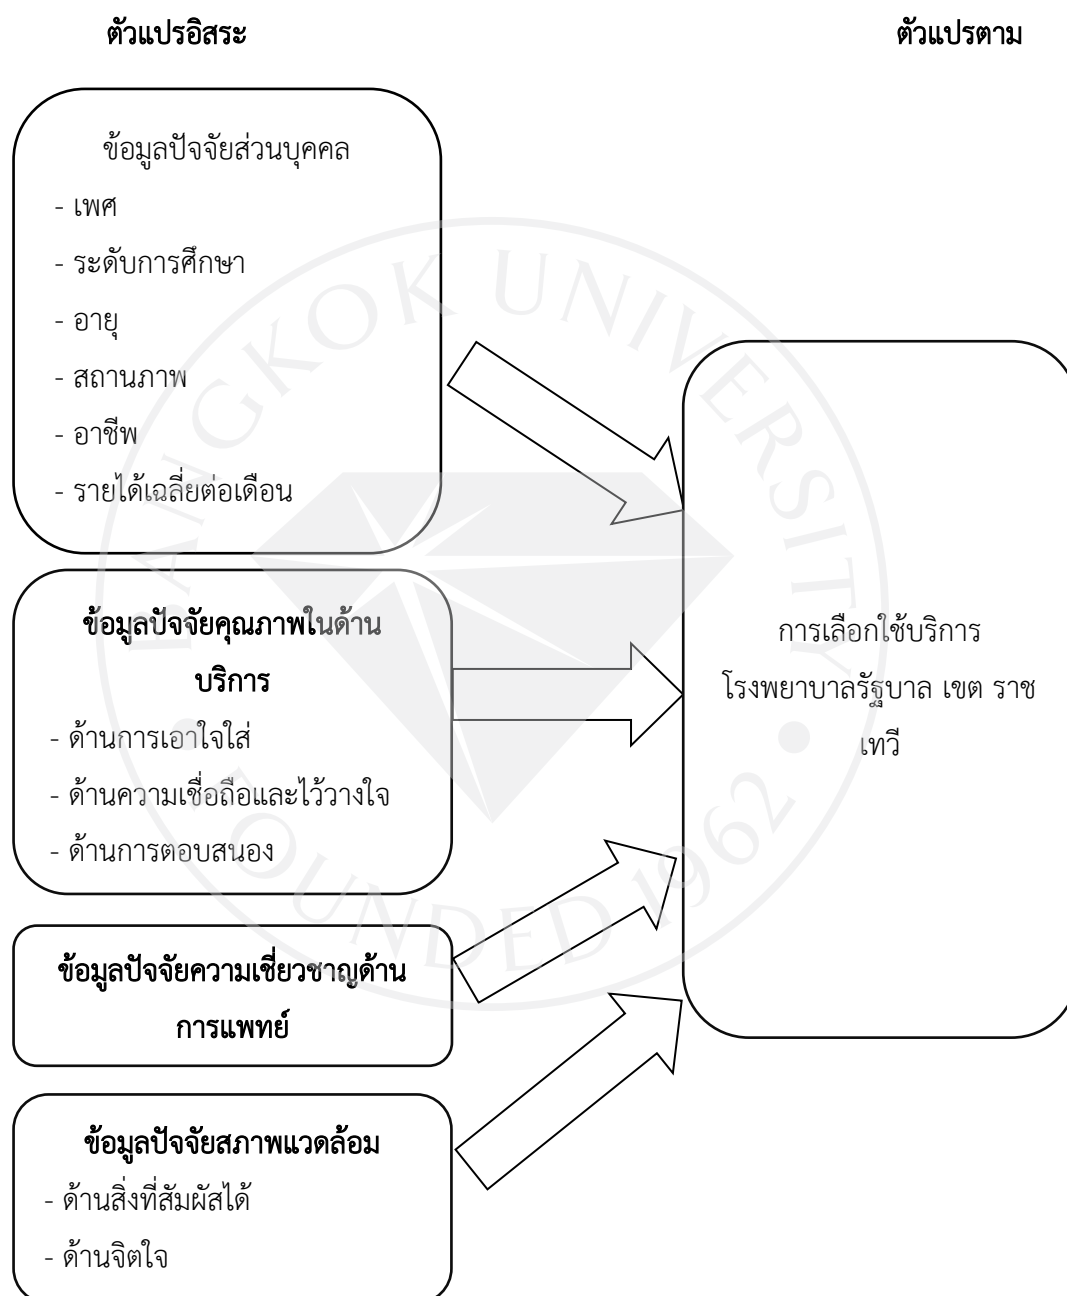 ตัวแปรอิสระ
ตัวแปรตาม
ข้อมูลปัจจัยส่วนบุคคล
- เพศ
- ระดับการศึกษา
- อายุ
- สถานภาพ
- อาชีพ
- รายได้เฉลี่ยต่อเดือน
ข้อมูลปัจจัยคุณภาพในด้าน
บริการ
- ด้านการเอาใจใส่
- ด้านความเชื่อถือและไว้วางใจ
- ด้านการตอบสนอง
ข้อมูลปัจจัยความเชี่ยวชาญด้าน
การแพทย์
ข้อมูลปัจจัยสภาพแวดล้อม
- ด้านสิ่งที่สัมผัสได้
- ด้านจิตใจ
การเลือกใช้บริการ
โรงพยาบาลรัฐบาล เขต ราช
เทวี
BANGKOK UNIVERSITY
FOUNDED 1962